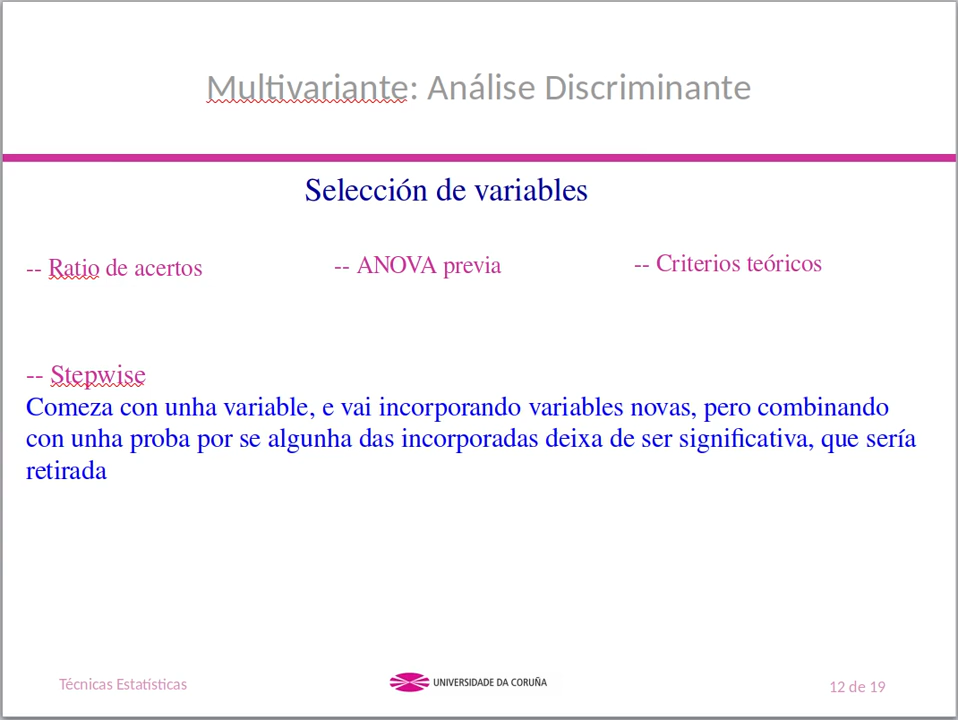 Multivariante: Análise Discriminante
Selección de variables
-- Ratio de acertos
-- ANOVA previa
-- Criterios teóricos
-- Stepwise
Comeza con unha variable, e vai incorporando variables novas, pero combinando
con unha proba por se algunha das incorporadas deixa de ser significativa, que sería
retirada
Técnicas Estatísticas
UNIVERSIDADE DA CORUÑA
12 de 19